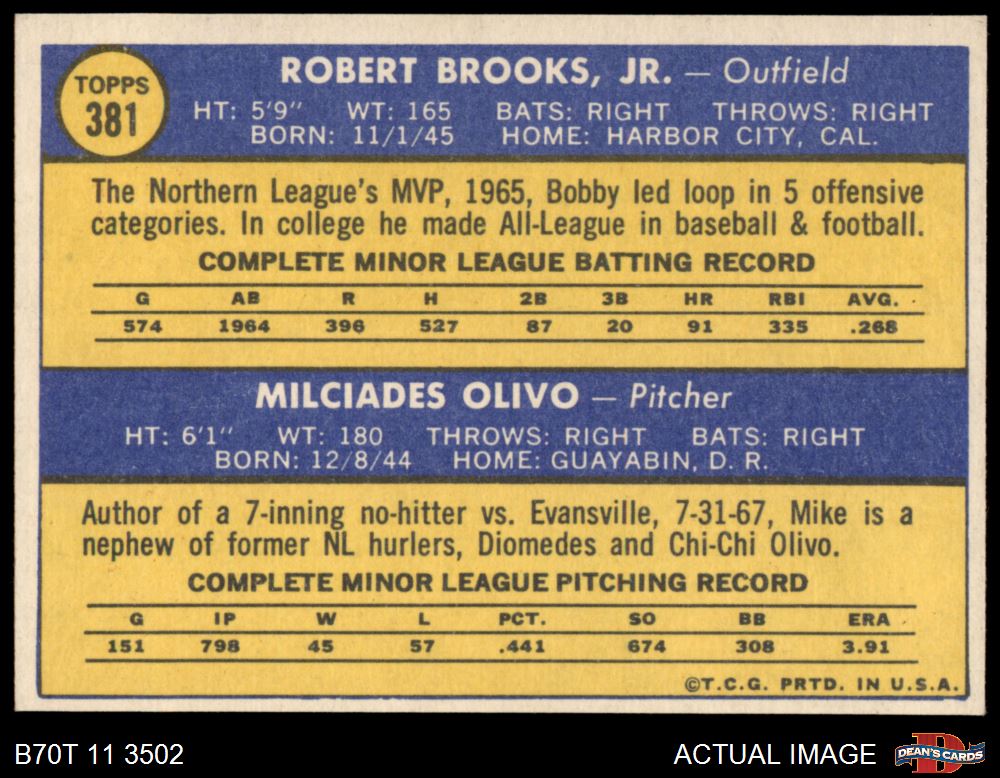 TOPPS
381
ROBERT BROOKS, JR. — Outfield
HT: 5'9" WT: 165 BATS: RIGHT THROWS: RIGHT
BORN: 11/1/45 HOME: HARBOR CITY, CAL.
The Northern League's MVP, 1965, Bobby led loop in 5 offensive
categories. In college he made All-League in baseball & football.
COMPLETE MINOR LEAGUE BATTING RECORD
G AB R H 2B 3B HR RBI AVG.
574 1964 396 527 87 20 91 335 .268
MILCIADES OLIVO — Pitcher
HT: 6'1" WT: 180 THROWS: RIGHT BATS: RIGHT
BORN: 12/8/44 HOME: GUAYABIN, D. R.
Author of a 7-inning no-hitter vs. Evansville, 7-31-67, Mike is a
nephew of former NL hurlers, Diomedes and Chi-Chi Olivo.
COMPLETE MINOR LEAGUE PITCHING RECORD
G IP W L PCT. SO BB ERA
151 798 45 57 .441 674 308 3.91
©T.C.G. PRTD. IN U.S.A.
B70T 11 3502 ACTUAL IMAGE DEAN'S CARDS